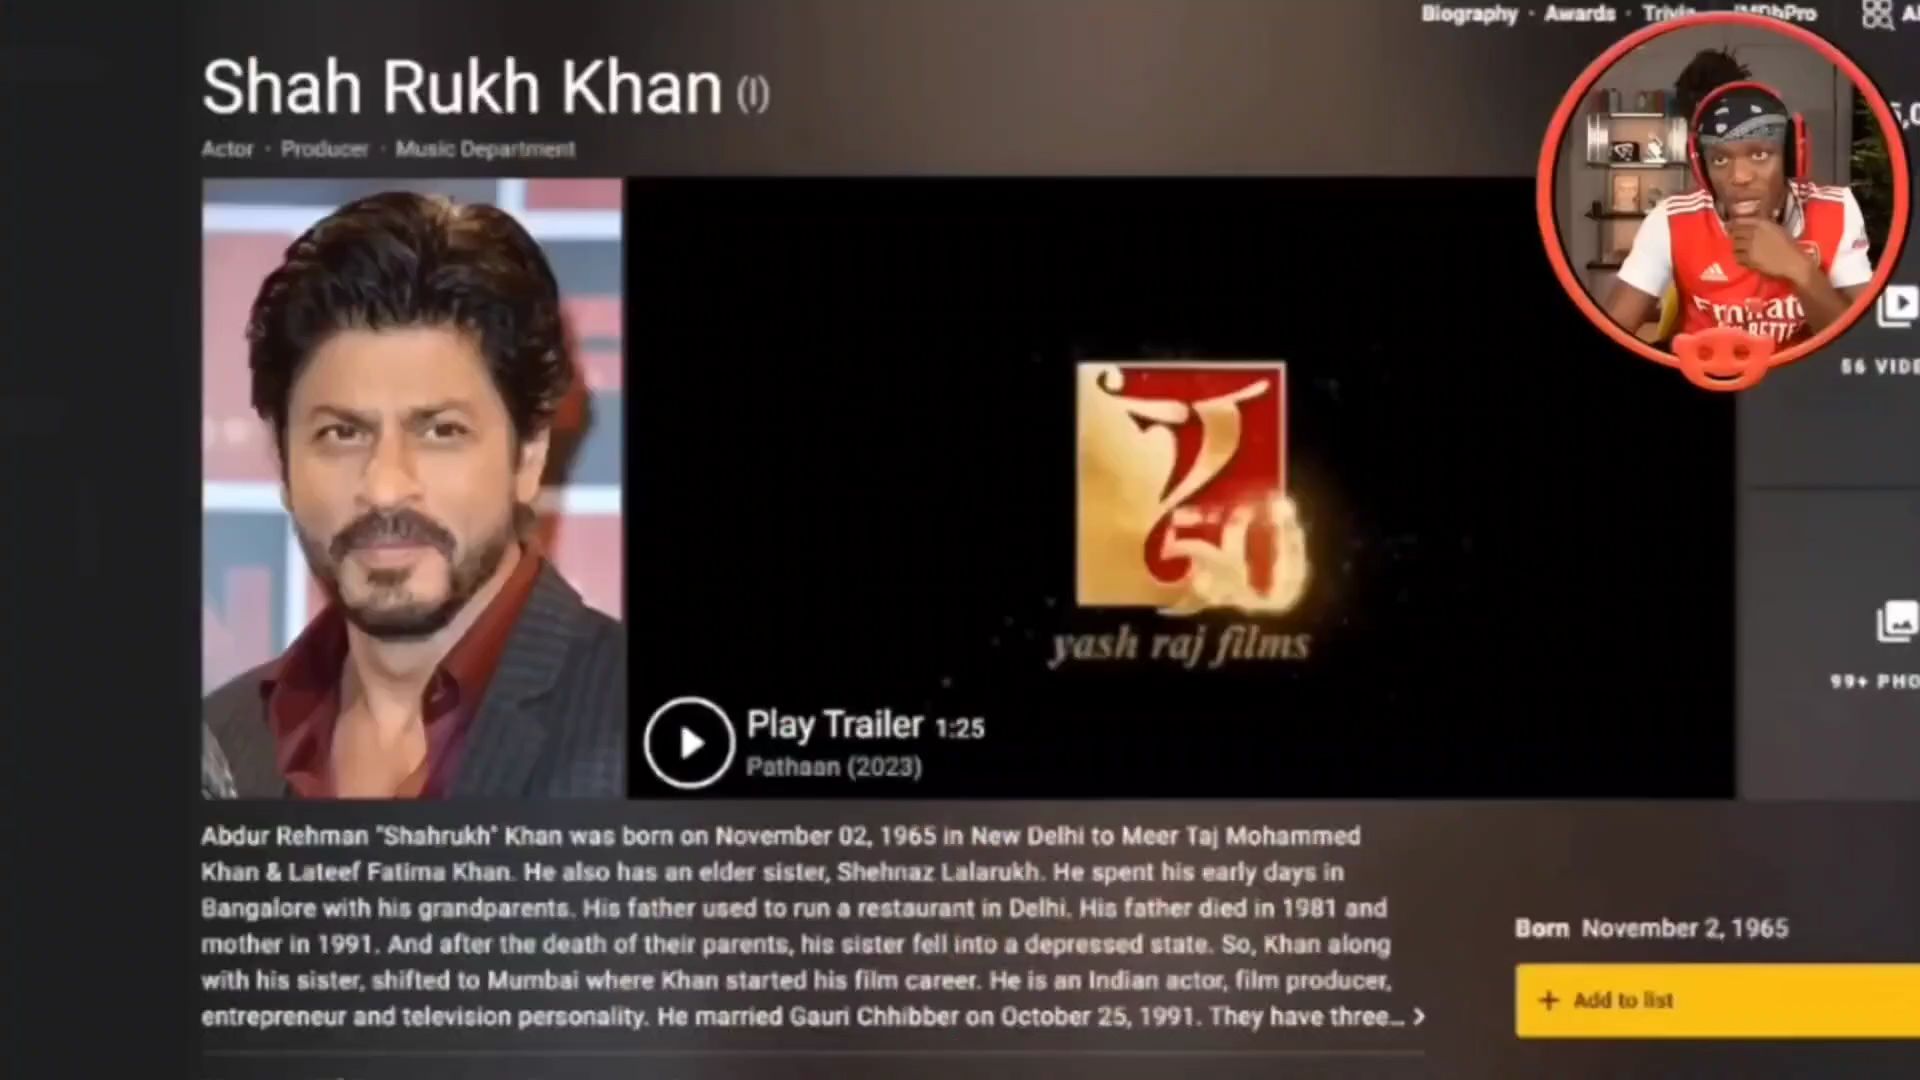 Biography · Awards · Trivia
Shah Rukh Khan (I)
Actor · Producer · Music Department
य
50
yash raj films
Emirates
BETTER
56 VIDE
Play Trailer 1:25
Pathaan (2023)
99+ PHO
Abdur Rehman "Shahrukh" Khan was born on November 02, 1965 in New Delhi to Meer Taj Mohammed
Khan & Lateef Fatima Khan. He also has an elder sister, Shehnaz Lalarukh. He spent his early days in
Bangalore with his grandparents. His father used to run a restaurant in Delhi. His father died in 1981 and
mother in 1991. And after the death of their parents, his sister fell into a depressed state. So, Khan along
with his sister, shifted to Mumbai where Khan started his film career. He is an Indian actor, film producer,
entrepreneur and television personality. He married Gauri Chhibber on October 25, 1991. They have three...
Born November 2, 1965
+ Add to list